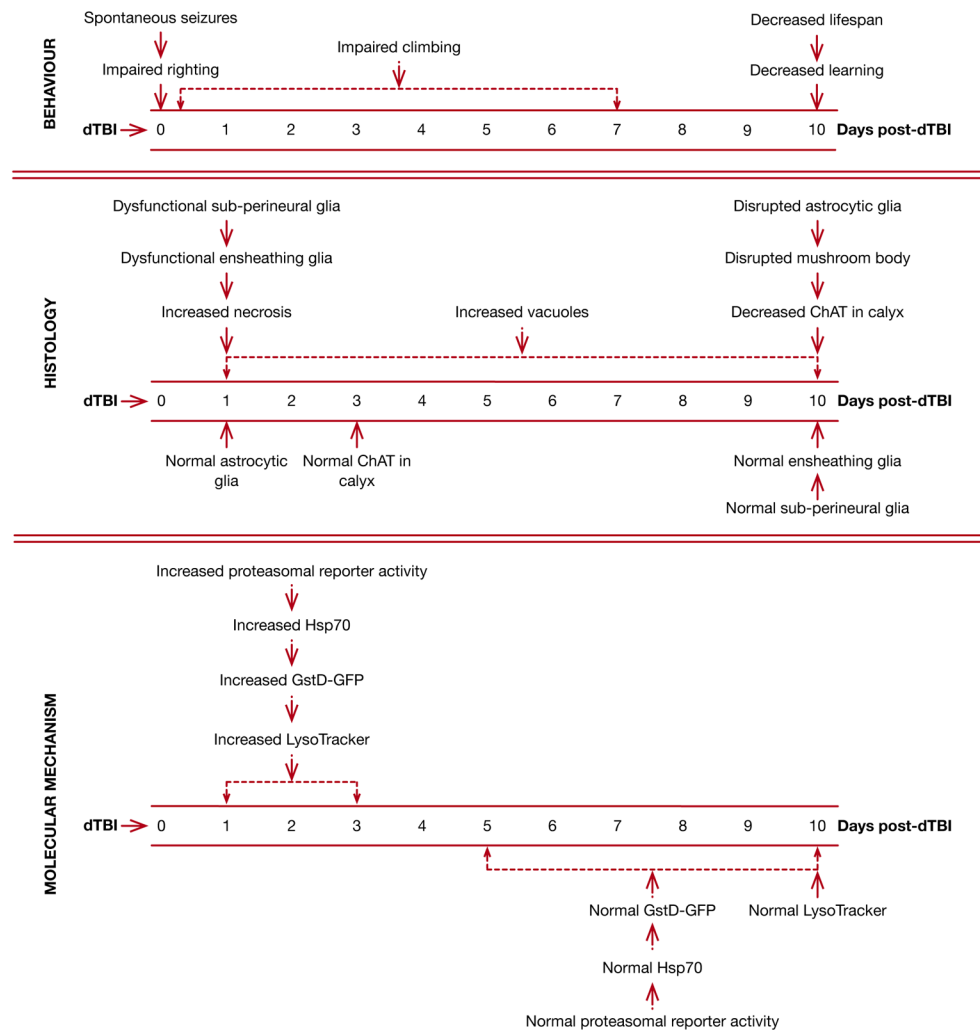 BEHAVIOUR
Spontaneous seizures
Impaired righting
Impaired climbing
Decreased lifespan
Decreased learning
dTBI 0 1 2 3 4 5 6 7 8 9 10 Days post-dTBI
HISTOLOGY
Dysfunctional sub-perineural glia
Dysfunctional ensheathing glia
Increased necrosis
Increased vacuoles
Disrupted astrocytic glia
Disrupted mushroom body
Decreased ChAT in calyx
dTBI 0 1 2 3 4 5 6 7 8 9 10 Days post-dTBI
Normal astrocytic
glia
Normal ChAT in
calyx
Normal ensheathing glia
Normal sub-perineural glia
MOLECULAR MECHANISM
Increased proteasomal reporter activity
Increased Hsp70
Increased GstD-GFP
Increased LysoTracker
dTBI 0 1 2 3 4 5 6 7 8 9 10 Days post-dTBI
Normal GstD-GFP
Normal LysoTracker
Normal Hsp70
Normal proteasomal reporter activity